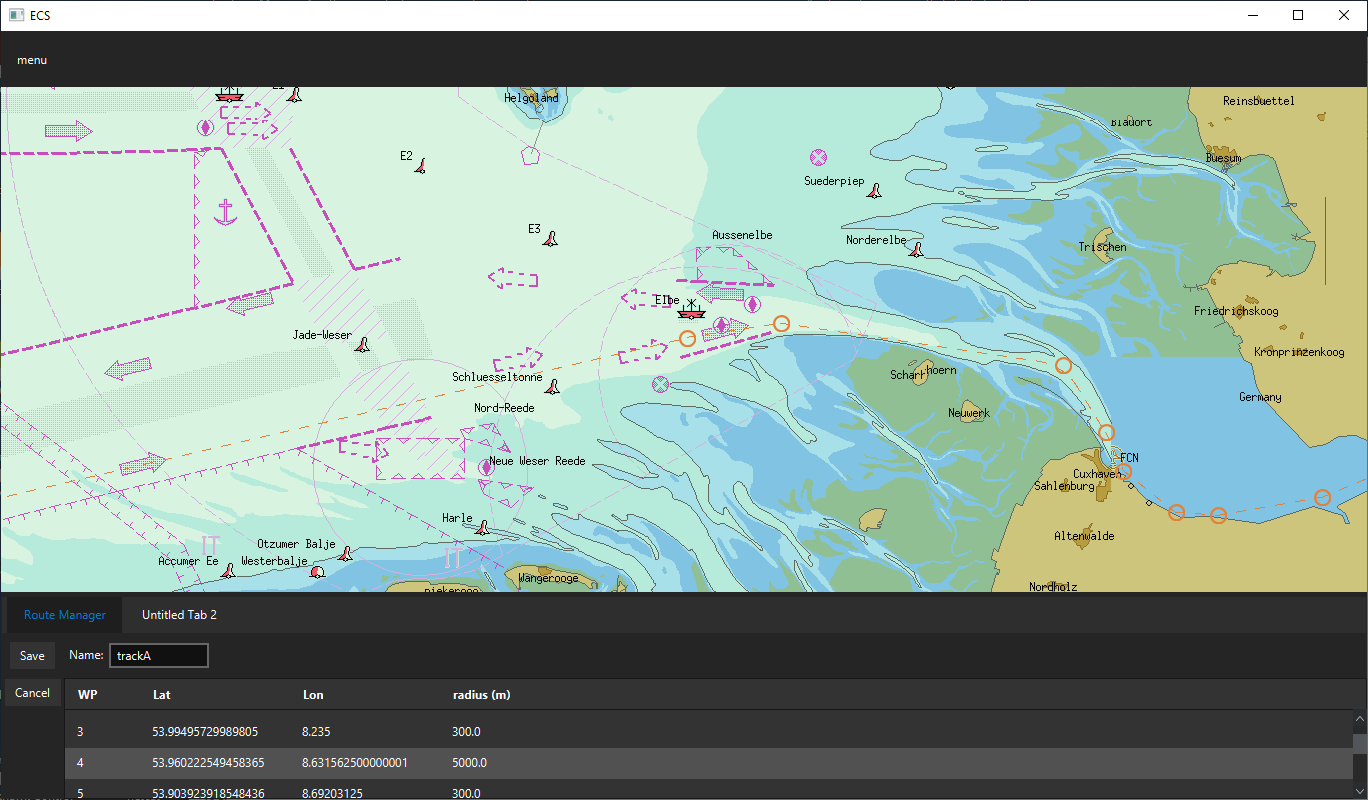 ECS
menu
Helgoland
Reinsbuettel
Blauort
E2
Buesum
Suederpiep
E3
Aussenelbe
Norderelbe
Trischen
Elbe
Friedrichskoog
Jade-Weser
Kronprinzenkoog
Schluesseltonne
Scharhoern
Germany
Nord-Reede
Neuwerk
Neue Weser Reede
FCN
Cuxhaven
Sahlenburg
Harle
Altenwalde
Otzumer Balje
Accumer Ee
Westerbalje
Wangerooge
Nordholz
Route Manager
Untitled Tab 2
Save
Name:
trackA
Cancel
WP Lat Lon radius (m)
3 53.99495729989805 8.235 300.0
4 53.960222549458365 8.631562500000001 5000.0
5 53.903923918548436 8.69203125 300.0